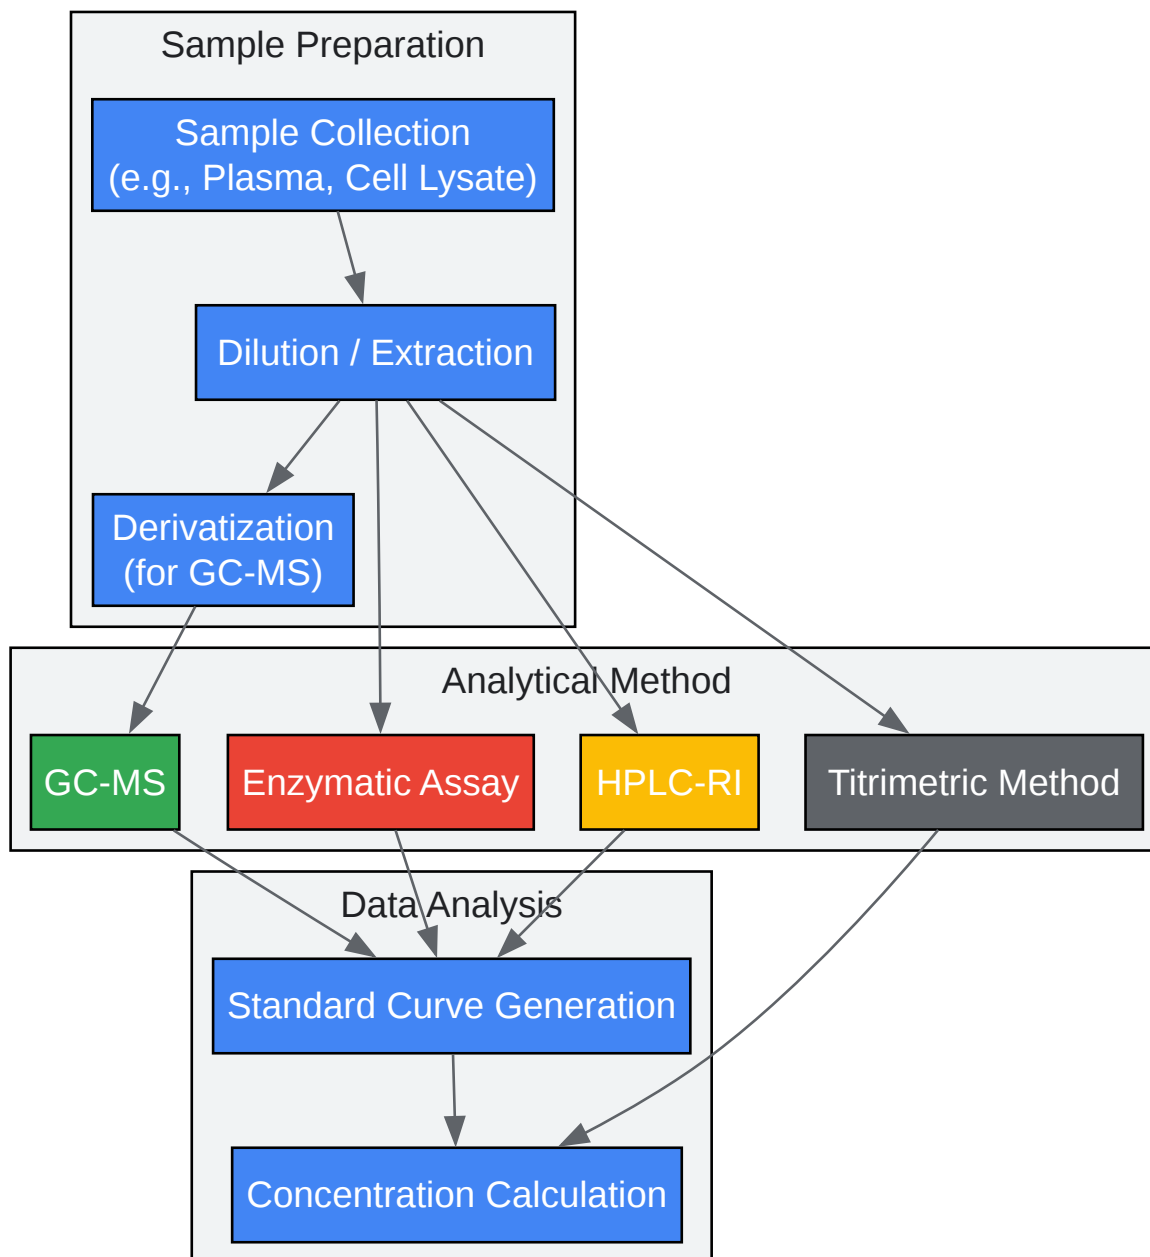 Sample Preparation
Sample Collection
(e.g., Plasma, Cell Lysate)
Dilution / Extraction
Derivatization
(for GC-MS)
Analytical Method
GC-MS
Enzymatic Assay
HPLC-RI
Titrimetric Method
Data Analysis
Standard Curve Generation
Concentration Calculation